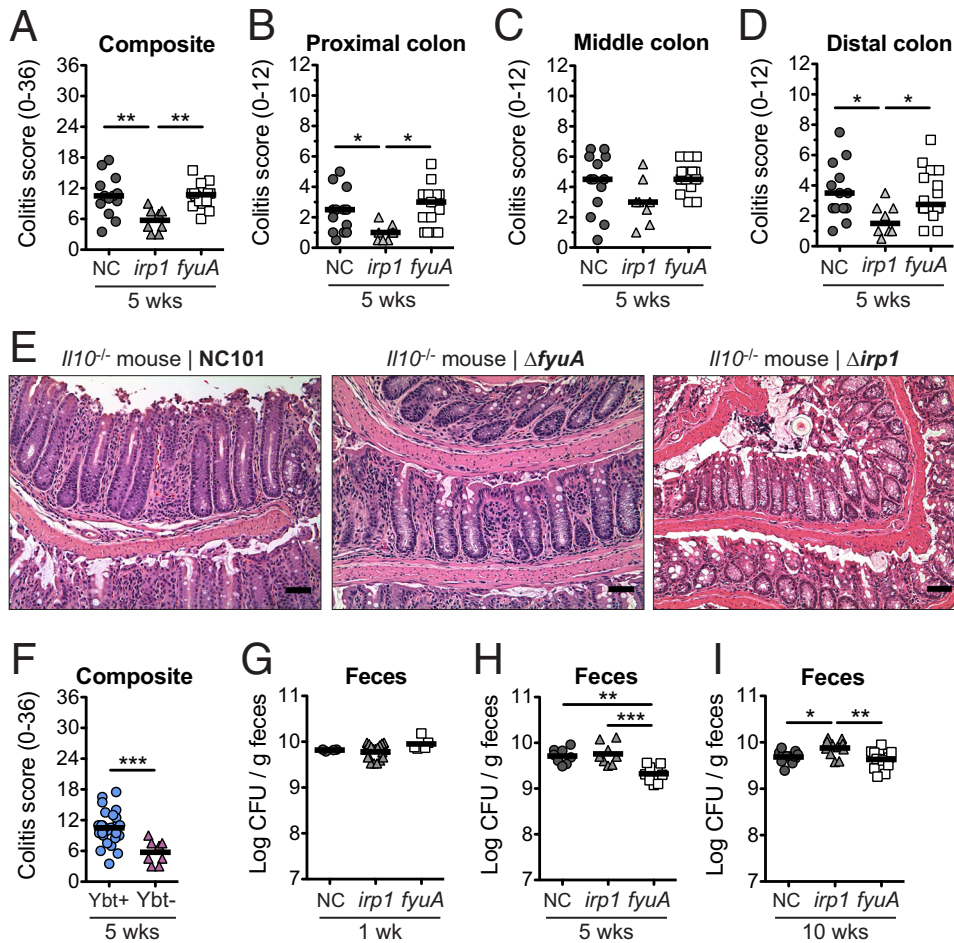 A
Composite
Colitis score (0-36)
36
30
24
18
12
6
0
**
**
NC irp1 fyuA
5 wks
B
Proximal colon
Colitis score (0-12)
12
10
8
6
4
2
0
*
*
NC irp1 fyuA
5 wks
C
Middle colon
Colitis score (0-12)
12
10
8
6
4
2
0
NC irp1 fyuA
5 wks
D
Distal colon
Colitis score (0-12)
12
10
8
6
4
2
0
*
*
NC irp1 fyuA
5 wks
E
Il10-/- mouse | NC101
Il10-/- mouse | ΔfyuA
Il10-/- mouse | Δirp1
F
Composite
Colitis score (0-36)
36
30
24
18
12
6
0
***
Ybt+ Ybt-
5 wks
G
Feces
Log CFU / g feces
11
10
9
8
7
NC irp1 fyuA
1 wk
H
Feces
Log CFU / g feces
11
10
9
8
7
**
***
NC irp1 fyuA
5 wks
I
Feces
Log CFU / g feces
11
10
9
8
7
*
**
NC irp1 fyuA
10 wks